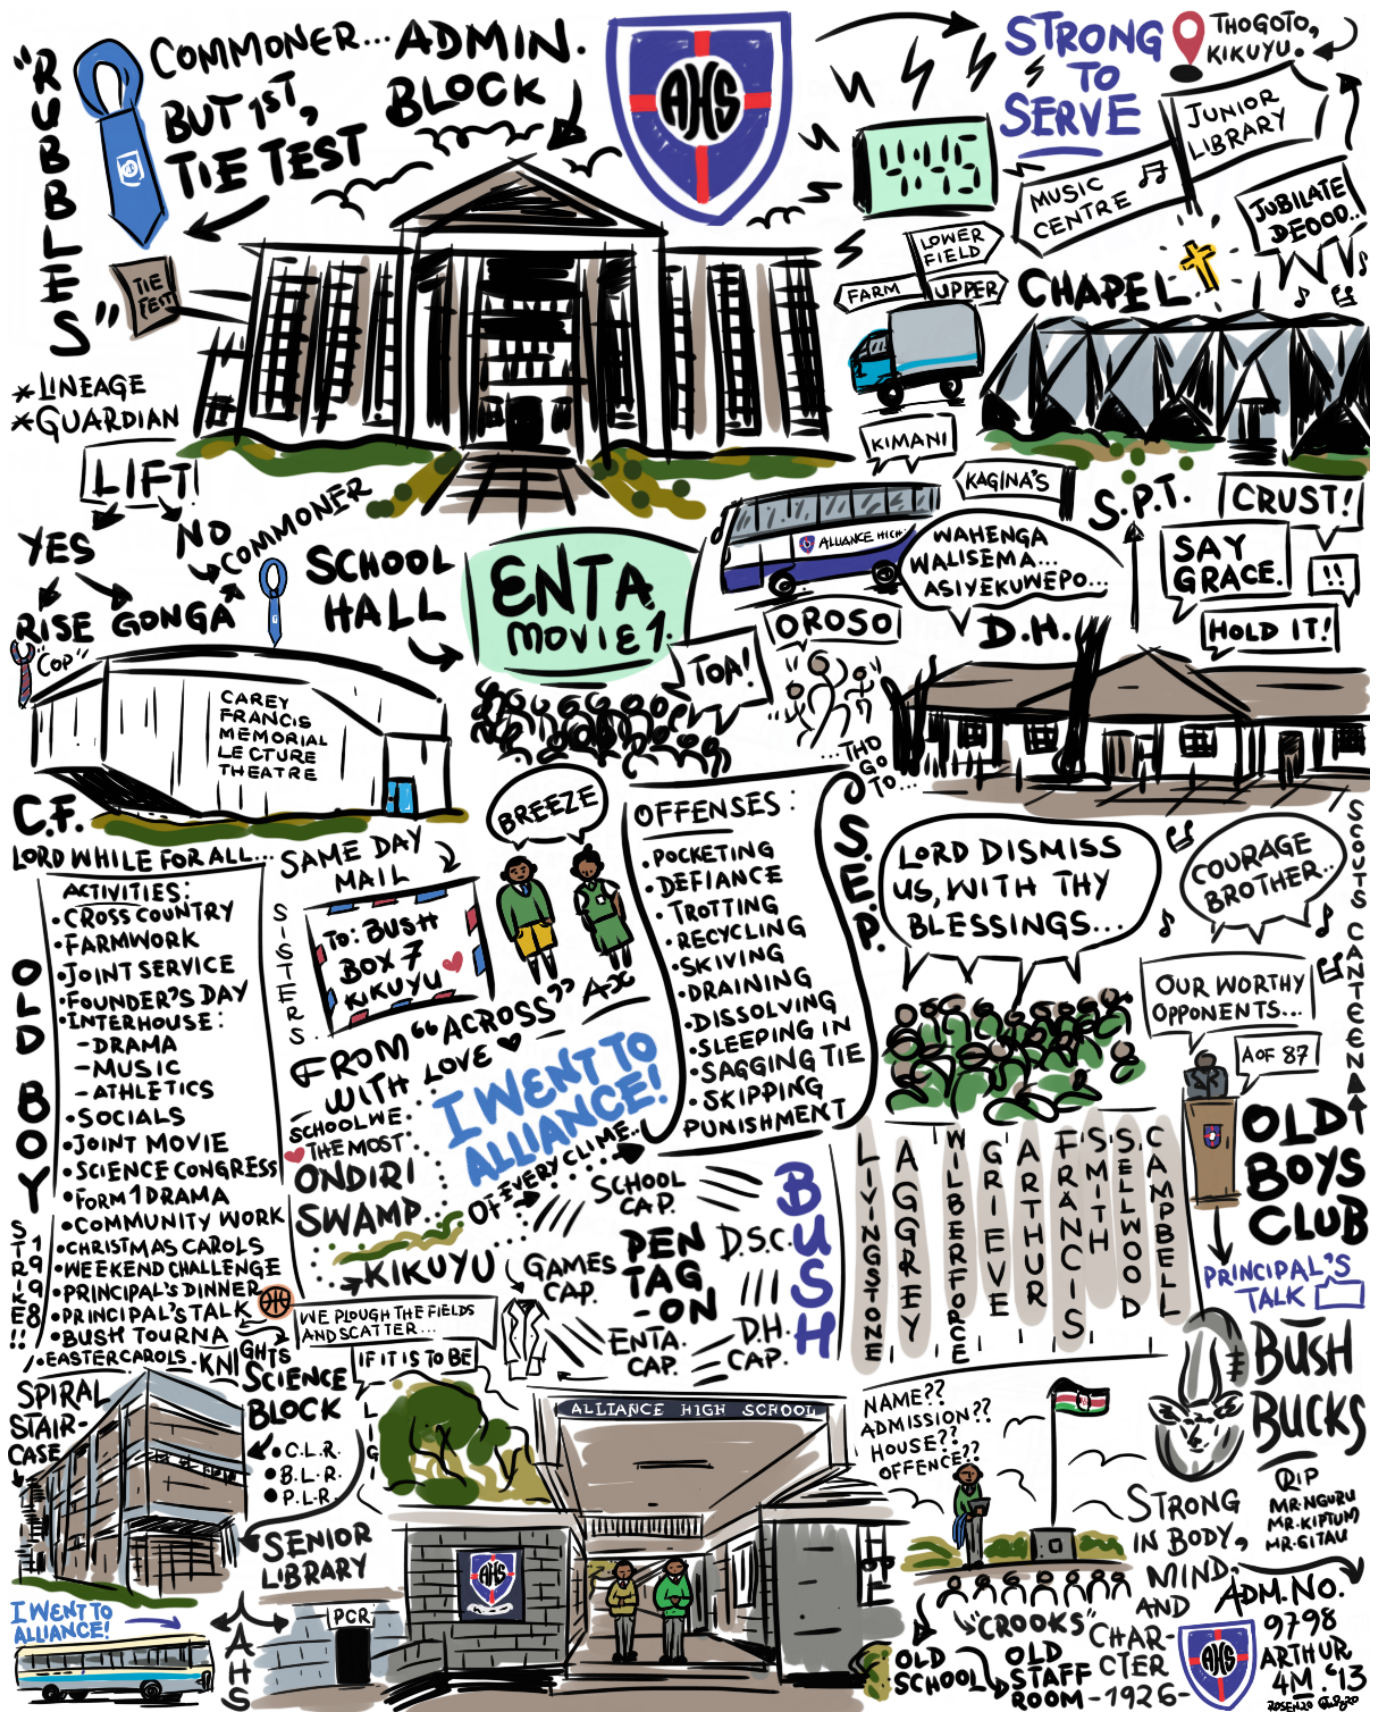 "RUBBLES"
COMMONER... ADMIN.
BLOCK
BUT 1ST,
TIE TEST
TIE
TEST
AHS
STRONG
TO
SERVE
THOGOTO,
KIKUYU.
4:45
JUNIOR
LIBRARY
MUSIC
CENTRE
JUBILATE
DEOOO..
LOWER
FIELD
FARM
UPPER
CHAPEL
*LINEAGE
*GUARDIAN
LIFT!
YES
NO
COMMONER
RISE
GONGA
"COP"
SCHOOL
HALL
ENTA
MOVIE 1.
TOA!
KIMANI
KAGINA'S
ALLIANCE HIGH
WAHENGA
WALISEMA...
ASIYEKUWEPO...
S.P.T.
CRUST!
SAY
GRACE.
!!
HOLD IT!
OROSO
D.H.
...THO
GO
TO...
CAREY
FRANCIS
MEMORIAL
LECTURE
THEATRE
C.F.
LORD WHILE FOR ALL...
ACTIVITIES:
•CROSS COUNTRY
•FARMWORK
•JOINT SERVICE
•FOUNDER'S DAY
•INTERHOUSE:
-DRAMA
-MUSIC
-ATHLETICS
•SOCIALS
•JOINT MOVIE
•SCIENCE CONGRESS
•FORM 1 DRAMA
•COMMUNITY WORK
•CHRISTMAS CAROLS
•WEEKEND CHALLENGE
•PRINCIPAL'S DINNER
•PRINCIPAL'S TALK
•BUSH TOURNA
•EASTER CAROLS.
KNIGHTS
OLD BOY
STRIKE!!
1998
SAME DAY
MAIL
SISTERS.
TO: BUSH
BOX 7
KIKUYU
BREEZE
FROM "ACROSS" AX
WITH LOVE
I WENT TO
ALLIANCE!
SCHOOL WE
THE MOST
OF EVERY CLIME..
ONDIRI
SWAMP
KIKUYU
OFFENSES:
•POCKETING
•DEFIANCE
•TROTTING
•RECYCLING
•SKIVING
•DRAINING
•DISSOLVING
•SLEEPING IN
•SAGGING TIE
•SKIPPING
PUNISHMENT
S.E.P.
LORD DISMISS
US, WITH THY
BLESSINGS...
COURAGE
BROTHER..
SCOUTS CANTEEN
OUR WORTHY
OPPONENTS...
A OF 87
OLD
BOYS
CLUB
PRINCIPAL'S
TALK
SCHOOL
CAP.
GAMES
CAP.
PEN
TAG
-ON
D.S.C.
ENTA.
CAP.
D.H.
CAP.
BUSH
LIVINGSTONE
AGGREY
WILBERFORCE
GRIEVE
ARTHUR
FRANCIS
SMITH
SELLWOOD
CAMPBELL
WE PLOUGH THE FIELDS
AND SCATTER...
IF IT IS TO BE
SPIRAL
STAIR-
CASE
SCIENCE
BLOCK
•C.L.R.
•B.L.R.
•P.L.R.
SENIOR
LIBRARY
I WENT TO
ALLIANCE!
AHS
PCR
ALLIANCE HIGH SCHOOL
AHS
NAME??
ADMISSION??
HOUSE??
OFFENCE??
BUSH
BUCKS
RIP
MR.NGURU
MR.KIPTUM
MR.GITAU
STRONG
IN BODY,
MIND
AND
CHAR-
CTER
-1926-
"CROOKS"
OLD
SCHOOL
OLD
STAFF
ROOM
AHS
ADM.NO.
9798
ARTHUR
4M '13